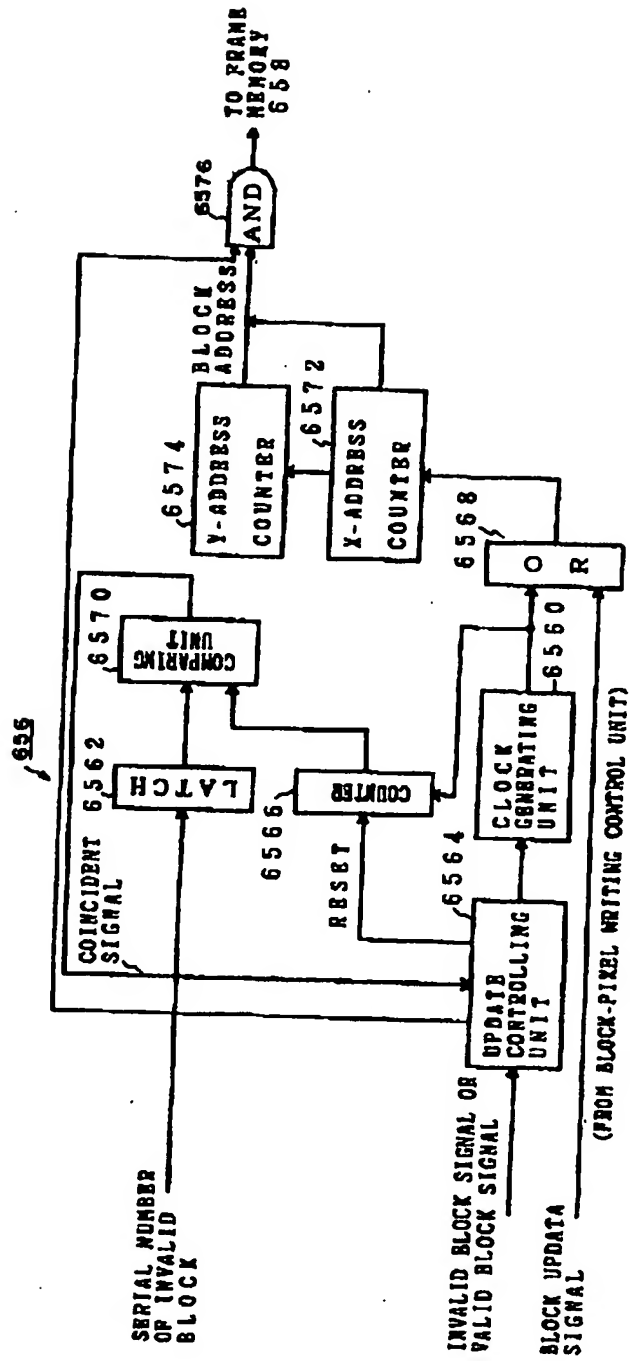 656
SERIAL NUMBER
OF INVALID
BLOCK
COINCIDENT
SIGNAL
6562
LATCH
6570
COMPARING
UNIT
6566
COUNTER
RESET
6564
UPDATE
CONTROLLING
UNIT
CLOCK
GENERATING
UNIT
6560
6568
OR
6574
Y-ADDRESS
COUNTER
6572
X-ADDRESS
COUNTER
BLOCK
ADDRESS
6576
AND
TO FRAME
MEMORY
658
INVALID BLOCK SIGNAL OR
VALID BLOCK SIGNAL
BLOCK UPDATA
SIGNAL
(FROM BLOCK-PIXEL WRITING CONTROL UNIT)